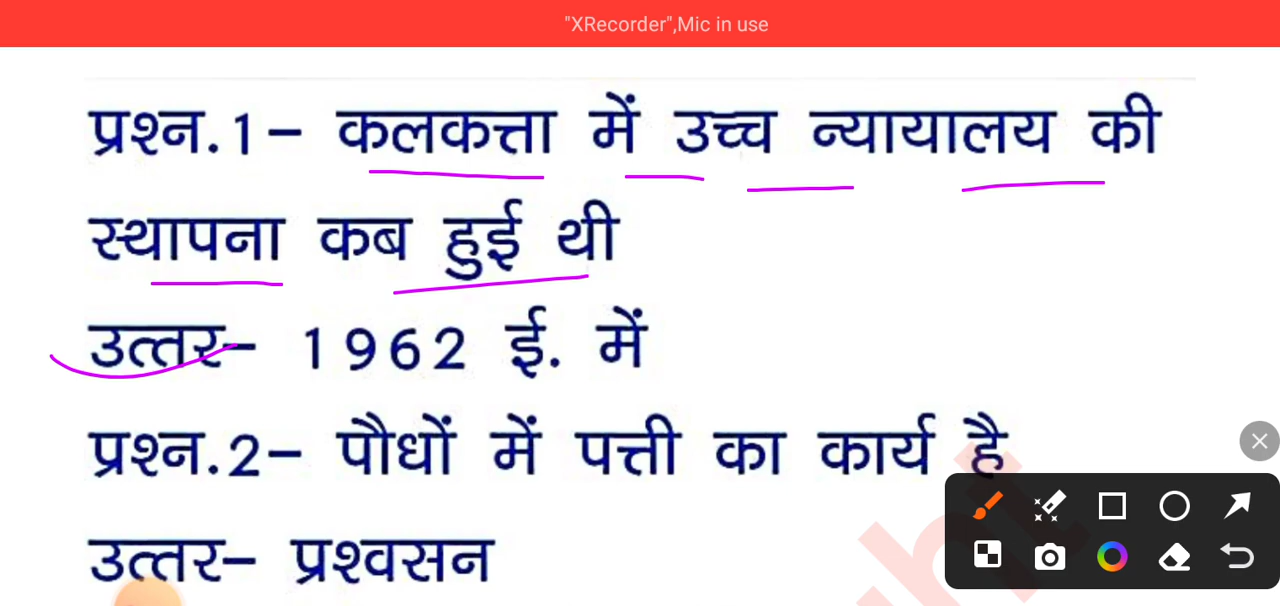 "XRecorder",Mic in use
प्रश्न.1- कलकत्ता में उच्च न्यायालय की
स्थापना कब हुई थी
उत्तर- 1962 ई. में
प्रश्न.2- पौधों में पत्ती का कार्य है
उत्तर- प्रश्वसन